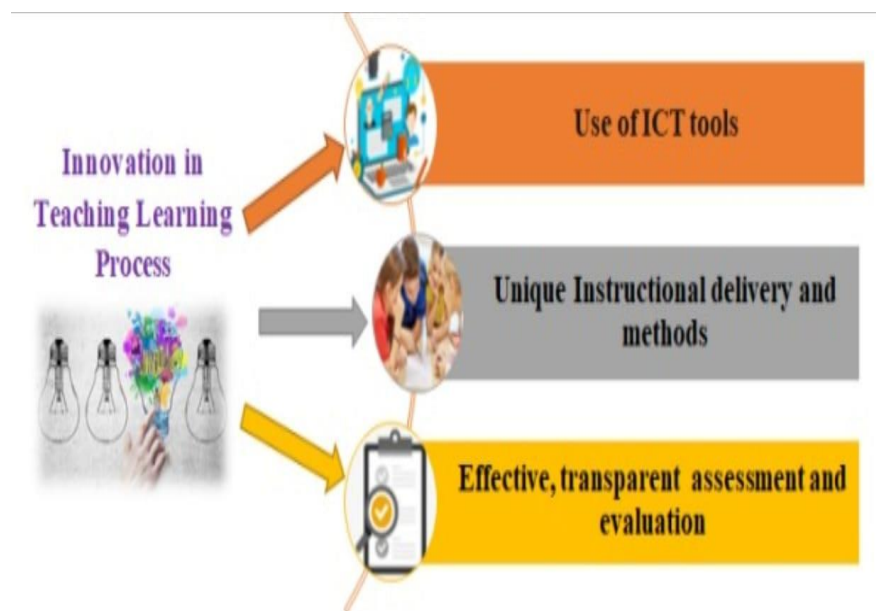 Innovation in
Teaching Learning
Process
Use of ICT tools
Unique Instructional delivery and
methods
Effective, transparent assessment and
evaluation